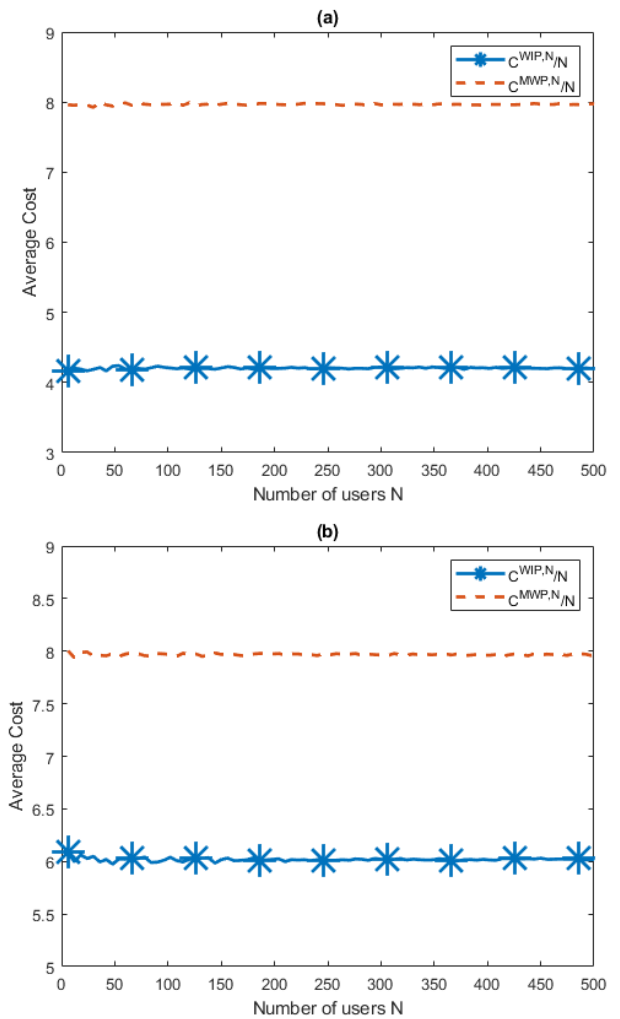 (a)
9
8
7
6
5
4
3
Average Cost
C^WIP,N/N
C^MWP,N/N
0 50 100 150 200 250 300 350 400 450 500
Number of users N
(b)
9
8.5
8
7.5
7
6.5
6
5.5
5
Average Cost
C^WIP,N/N
C^MWP,N/N
0 50 100 150 200 250 300 350 400 450 500
Number of users N